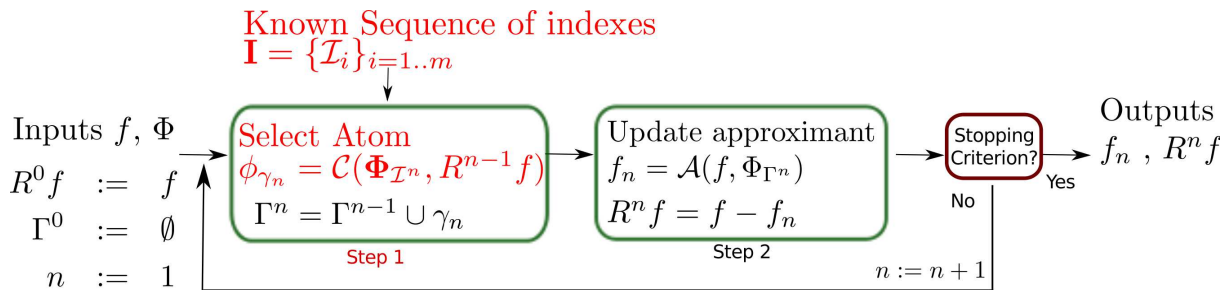 Known Sequence of indexes
𝐈 = {ℐ_i}_{i=1..m}
Inputs f, Φ
R^0 f := f
Γ^0 := ∅
n := 1
Select Atom
ϕ_{γ_n} = 𝒞(𝚽_{ℐ^n}, R^{n−1} f)
Γ^n = Γ^{n−1} ∪ γ_n
Step 1
Update approximant
f_n = 𝒜(f, Φ_{Γ^n})
R^n f = f − f_n
Step 2
Stopping
Criterion?
No
Yes
n := n + 1
Outputs
f_n , R^n f